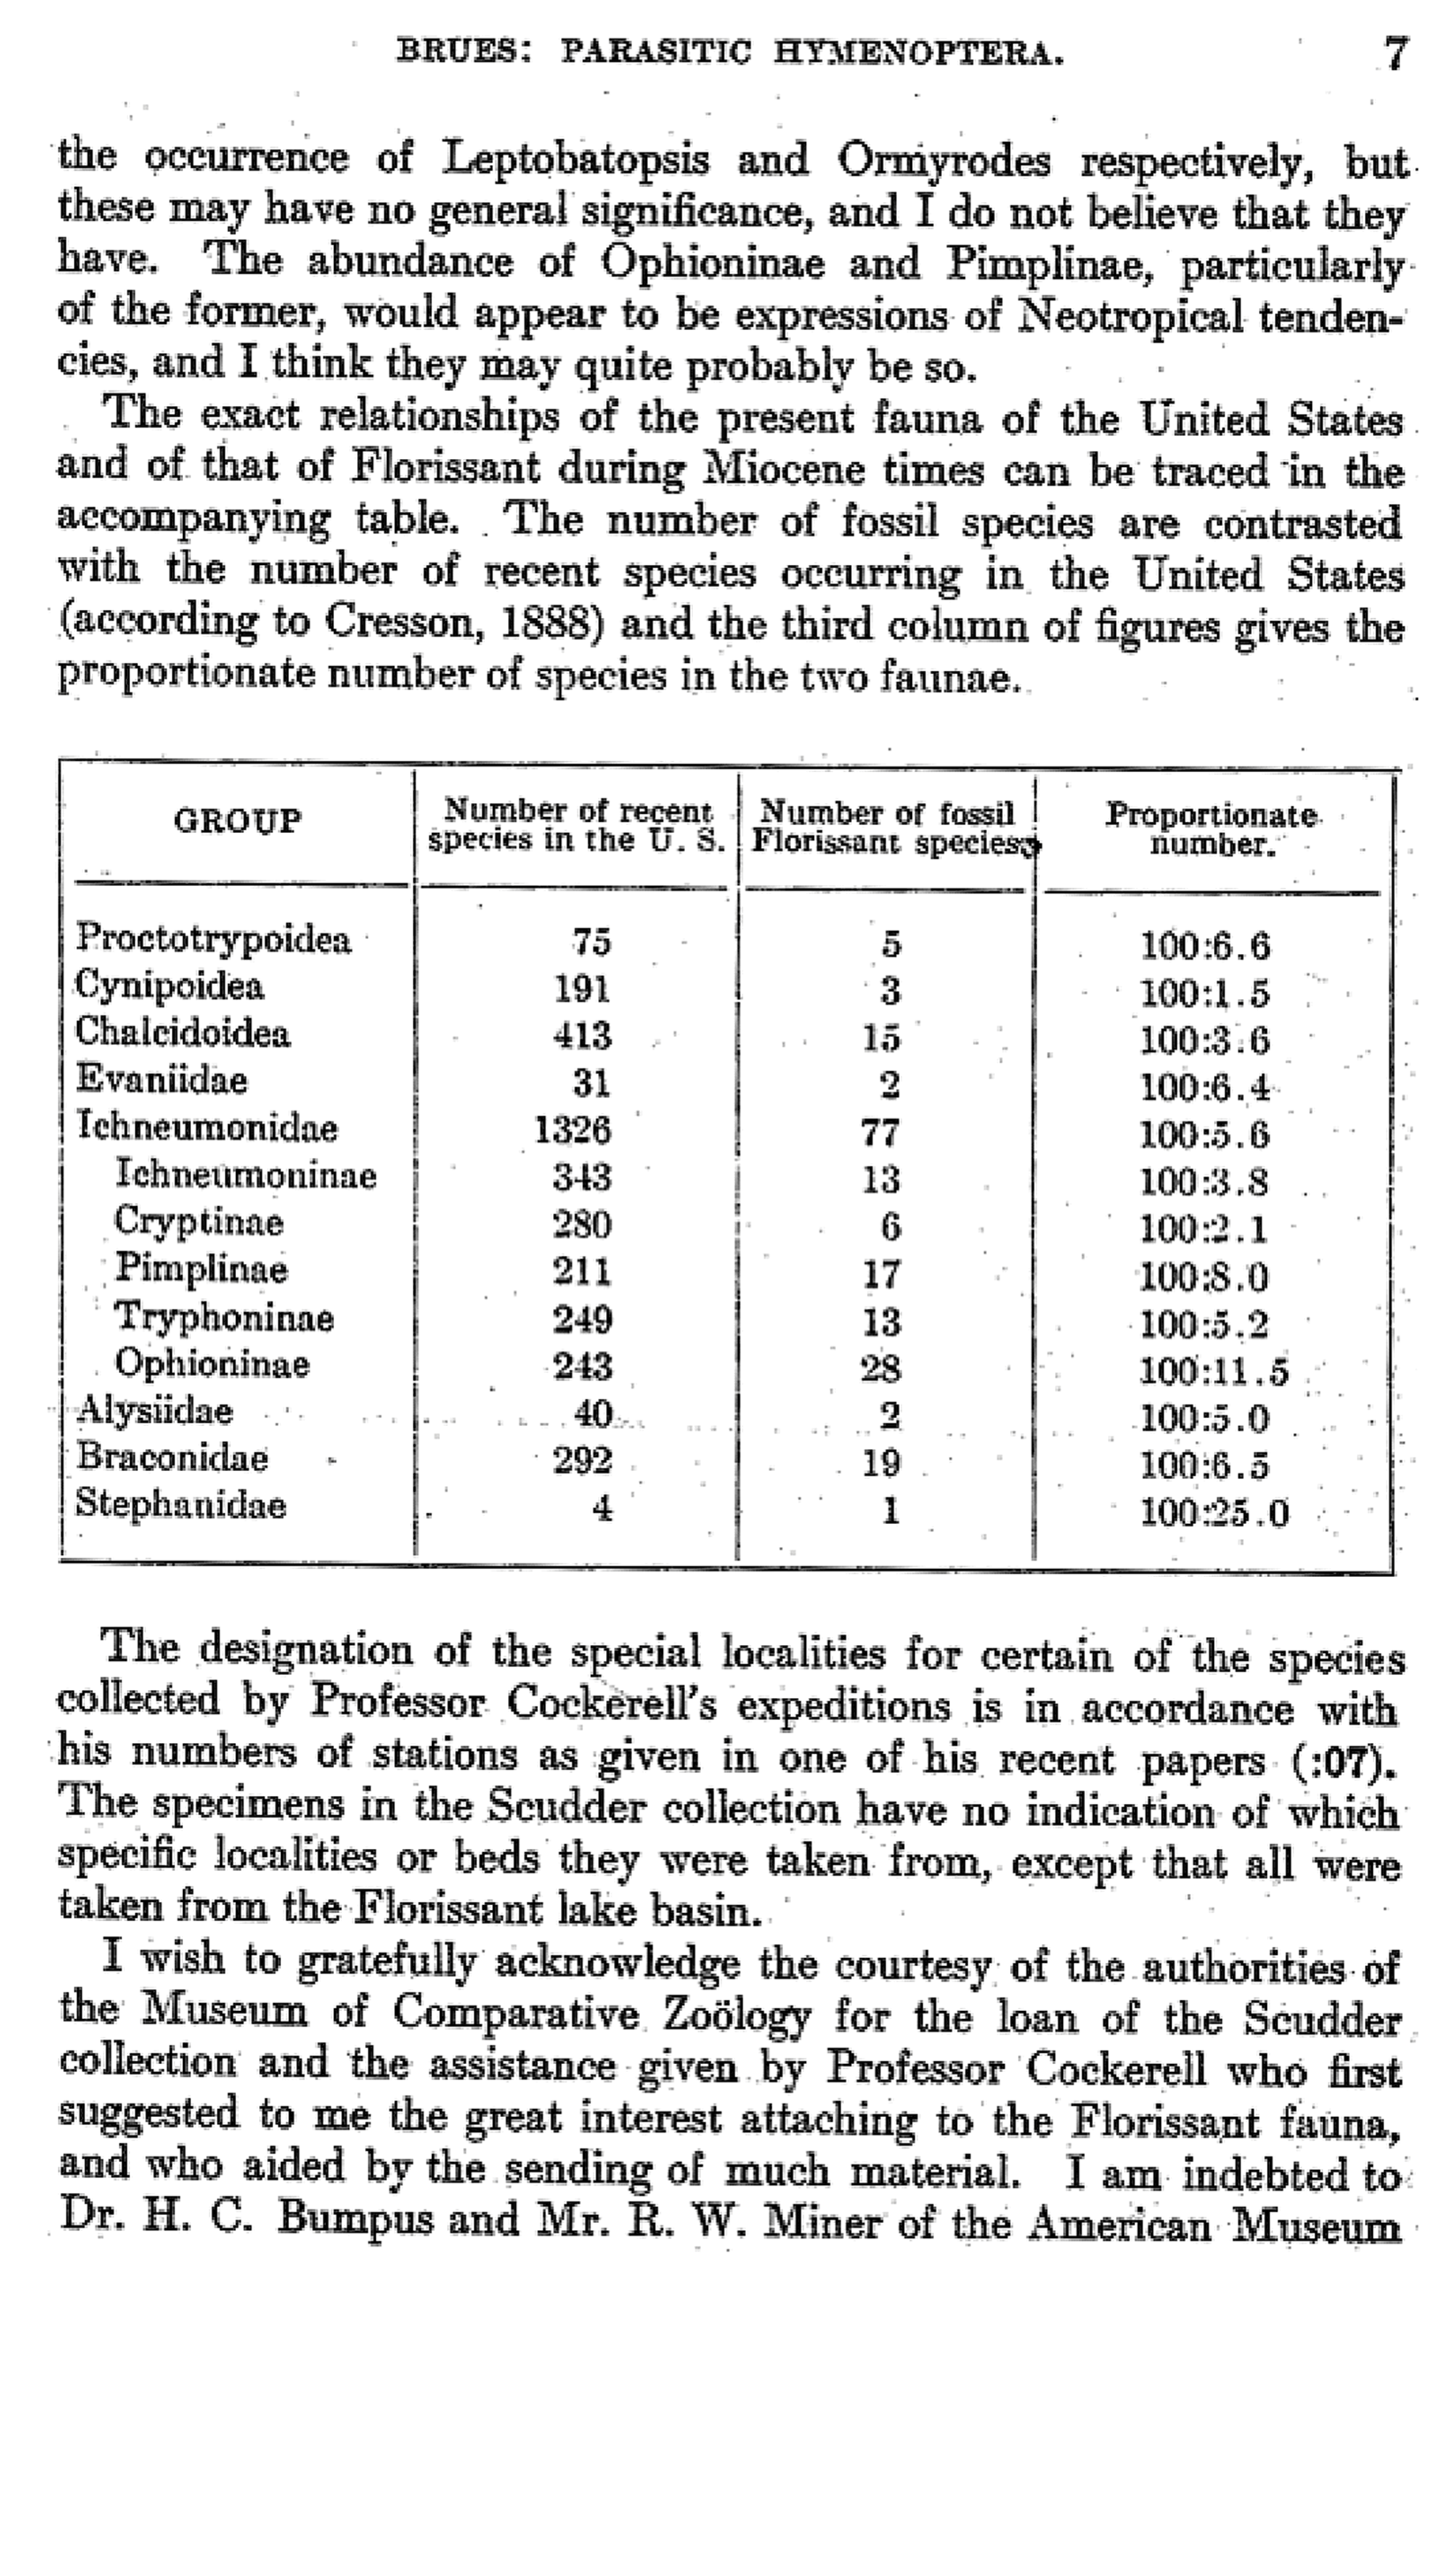 BRUES: PARASITIC HYMENOPTERA. 7
the occurrence of Leptobatopsis and Ormyrodes respectively, but
these may have no general significance, and I do not believe that they
have. The abundance of Ophioninae and Pimplinae, particularly
of the former, would appear to be expressions of Neotropical tenden-
cies, and I think they may quite probably be so.
The exact relationships of the present fauna of the United States
and of that of Florissant during Miocene times can be traced in the
accompanying table. The number of fossil species are contrasted
with the number of recent species occurring in the United States
(according to Cresson, 1888) and the third column of figures gives the
proportionate number of species in the two faunae.
GROUP Number of recent species in the U. S. Number of fossil Florissant species Proportionate number.
Proctotrypoidea 75 5 100:6.6
Cynipoidea 191 3 100:1.5
Chalcidoidea 413 15 100:3.6
Evaniidae 31 2 100:6.4
Ichneumonidae 1326 77 100:5.6
Ichneumoninae 343 13 100:3.8
Cryptinae 280 6 100:2.1
Pimplinae 211 17 100:8.0
Tryphoninae 249 13 100:5.2
Ophioninae 243 28 100:11.5
Alysiidae 40 2 100:5.0
Braconidae 292 19 100:6.5
Stephanidae 4 1 100:25.0
The designation of the special localities for certain of the species
collected by Professor Cockerell's expeditions is in accordance with
his numbers of stations as given in one of his recent papers (:07).
The specimens in the Scudder collection have no indication of which
specific localities or beds they were taken from, except that all were
taken from the Florissant lake basin.
I wish to gratefully acknowledge the courtesy of the authorities of
the Museum of Comparative Zoölogy for the loan of the Scudder
collection and the assistance given by Professor Cockerell who first
suggested to me the great interest attaching to the Florissant fauna,
and who aided by the sending of much material. I am indebted to
Dr. H. C. Bumpus and Mr. R. W. Miner of the American Museum